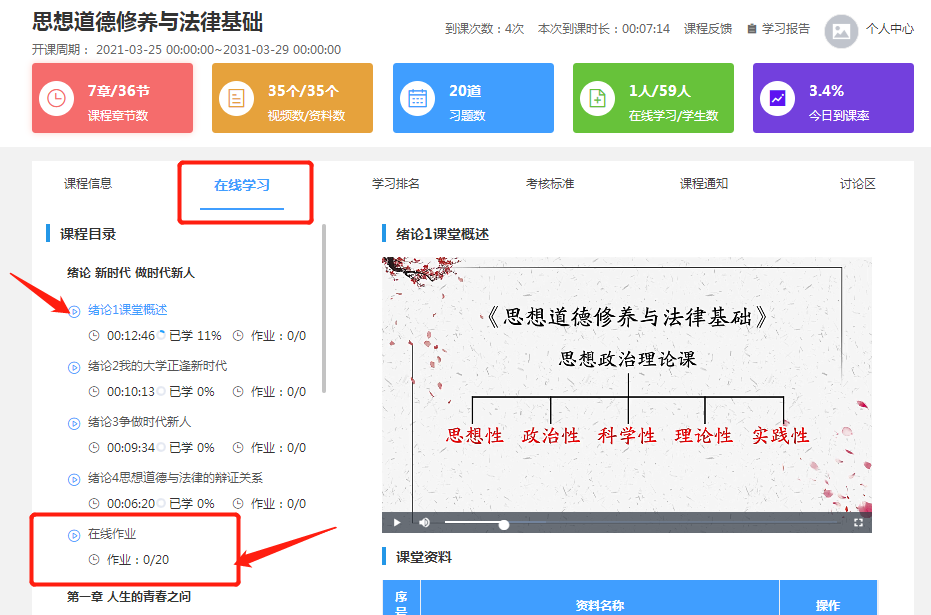 思想道德修养与法律基础
到课次数：4次 本次到课时长：00:07:14 课程反馈 学习报告 个人中心
开课周期： 2021-03-25 00:00:00~2031-03-29 00:00:00
7章/36节
课程章节数
35个/35个
视频数/资料数
20道
习题数
1人/59人
在线学习/学生数
3.4%
今日到课率
课程信息 在线学习 学习排名 考核标准 课程通知 讨论区
课程目录
绪论 新时代 做时代新人
绪论1课堂概述
00:12:46 已学 11% 作业：0/0
绪论2我的大学正逢新时代
00:10:13 已学 0% 作业：0/0
绪论3争做时代新人
00:09:34 已学 0% 作业：0/0
绪论4思想道德与法律的辩证关系
00:06:20 已学 0% 作业：0/0
在线作业
作业：0/20
第一章 人生的青春之问
绪论1课堂概述
《思想道德修养与法律基础》
思想政治理论课
思想性 政治性 科学性 理论性 实践性
课堂资料
序号 资料名称 操作